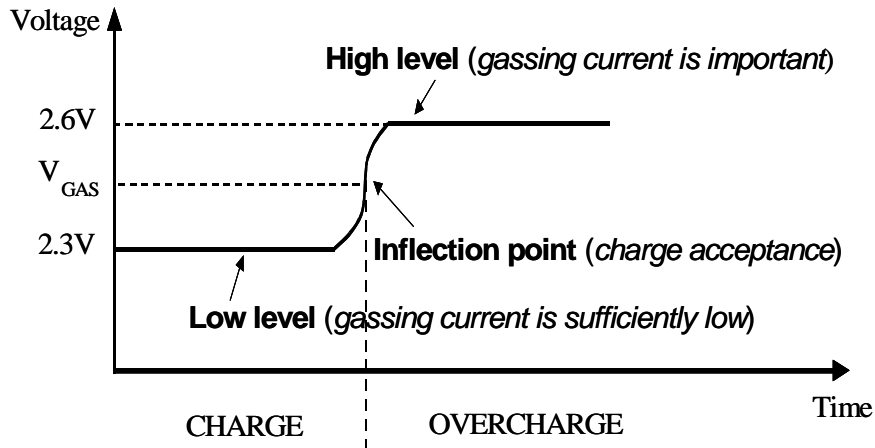 Voltage
High level (gassing current is important)
2.6V
V GAS
2.3V
Inflection point (charge acceptance)
Low level (gassing current is sufficiently low)
Time
CHARGE OVERCHARGE